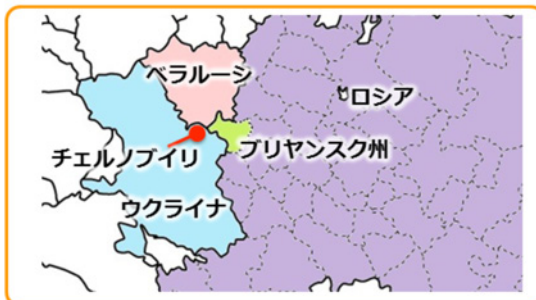 ベラルーシ
ロシア
チェルノブイリ
ブリヤンスク州
ウクライナ